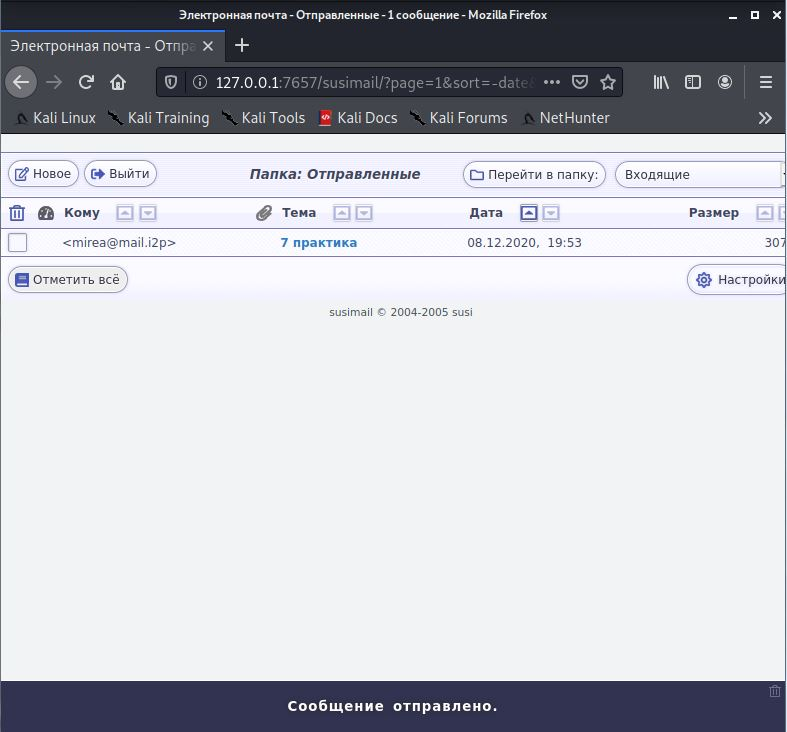 Электронная почта - Отправленные - 1 сообщение - Mozilla Firefox
Электронная почта - Отпра
127.0.0.1:7657/susimail/?page=1&sort=-date&
Kali Linux Kali Training Kali Tools Kali Docs Kali Forums NetHunter
Новое Выйти Папка: Отправленные Перейти в папку: Входящие
Кому Тема Дата Размер
<mirea@mail.i2p> 7 практика 08.12.2020, 19:53 307
Отметить всё Настройки
susimail © 2004-2005 susi
Сообщение отправлено.